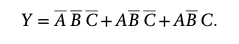 Y = A̅ B̅ C̅ + A B̅ C̅ + A B̅ C.